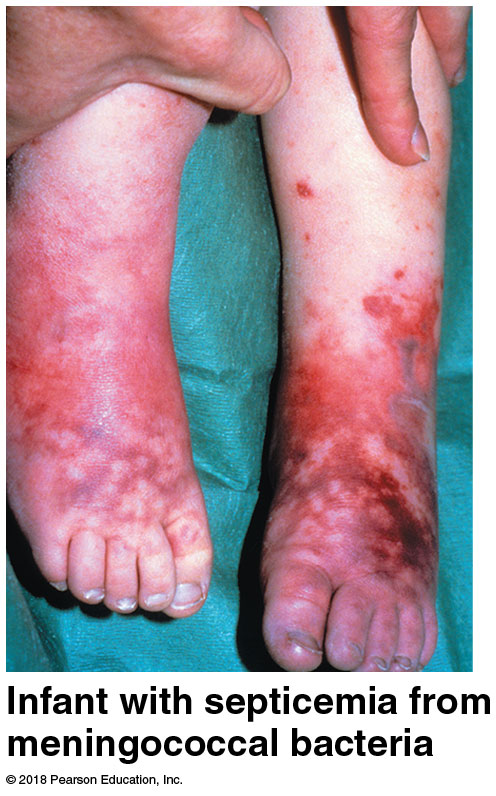 Infant with septicemia from
meningococcal bacteria
© 2018 Pearson Education, Inc.